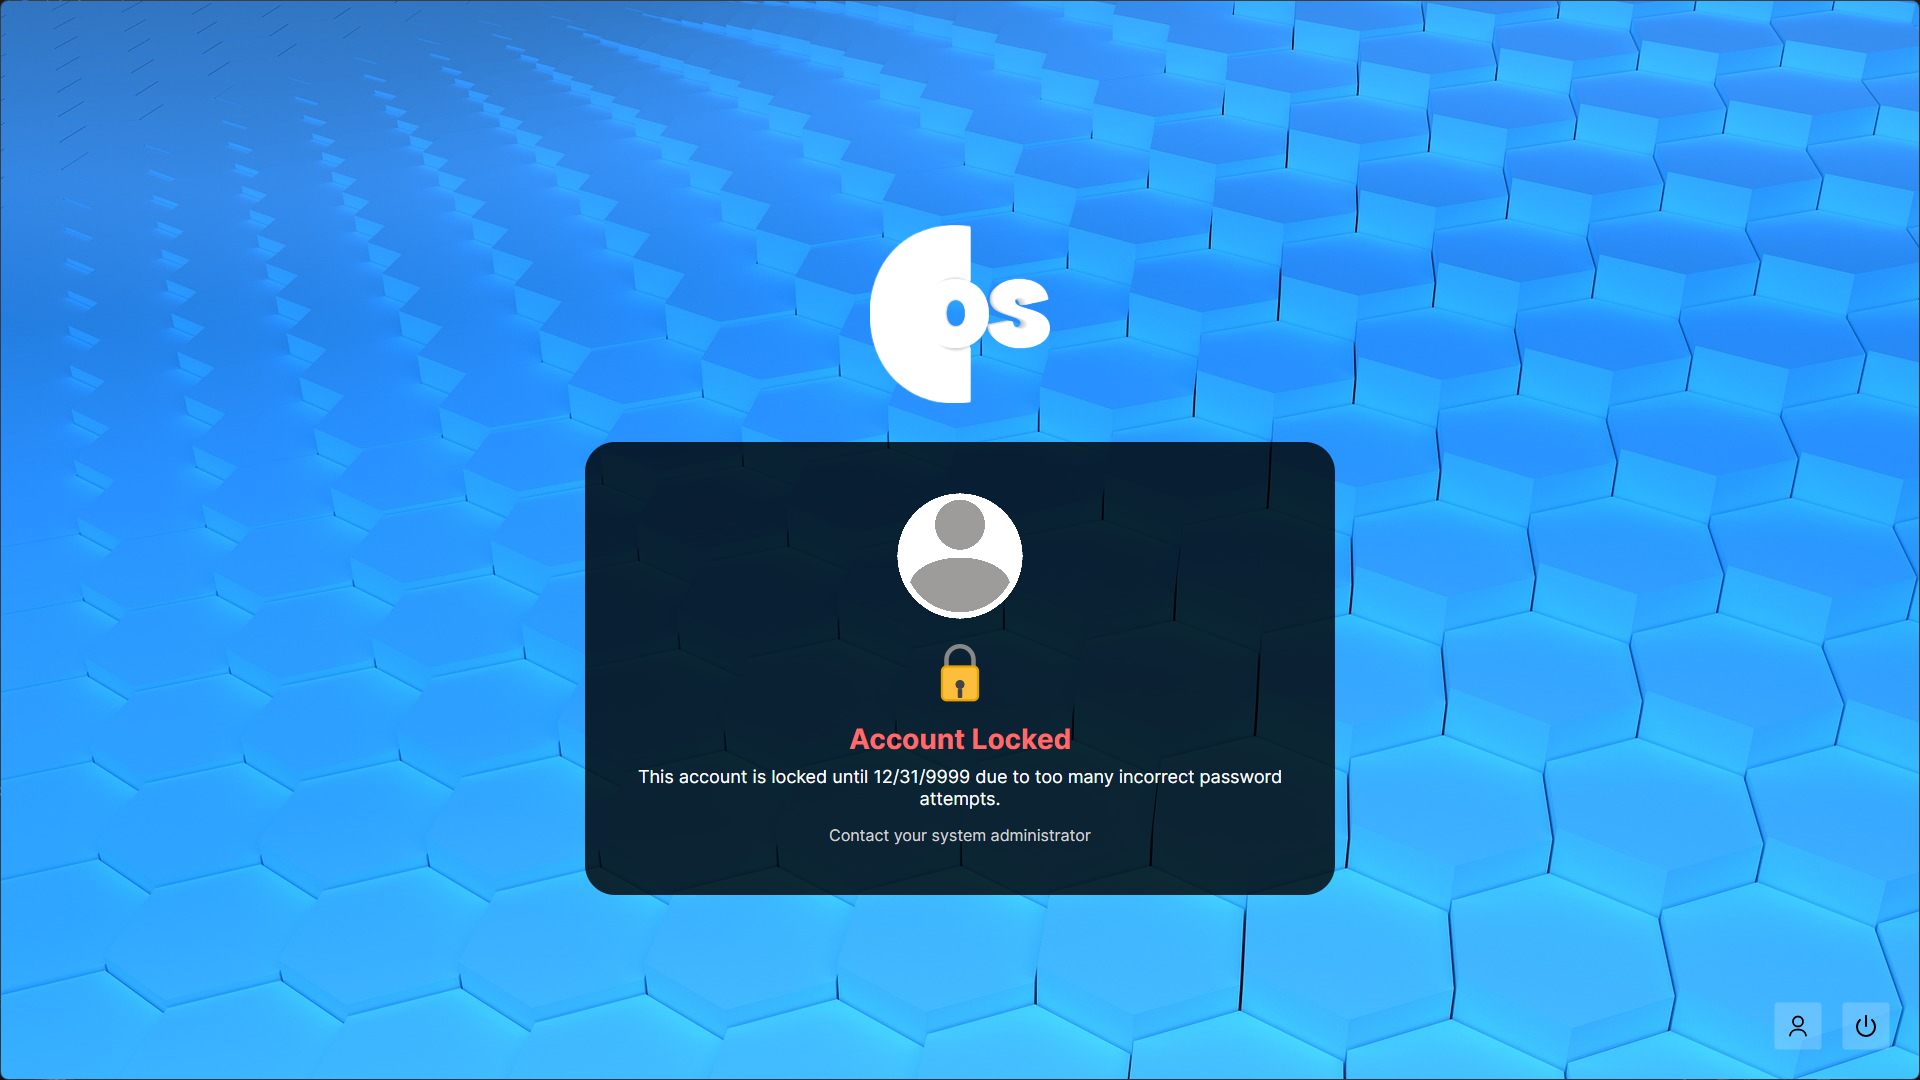 os
Account Locked
This account is locked until 12/31/9999 due to too many incorrect password
attempts.
Contact your system administrator